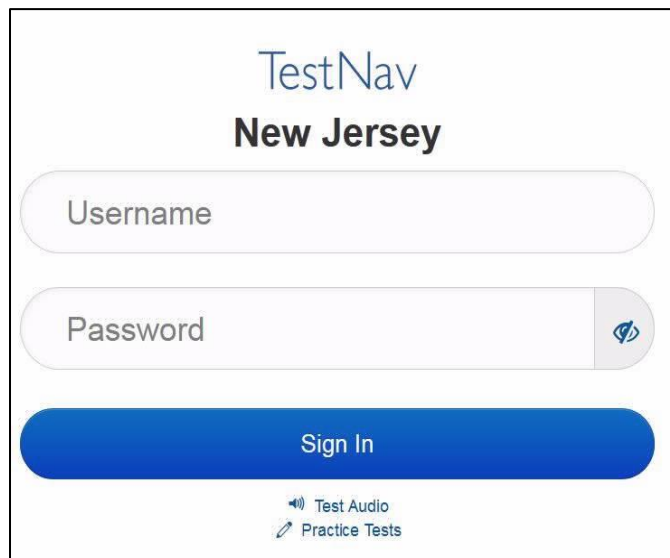 TestNav
New Jersey
Username
Password
Sign In
Test Audio
Practice Tests